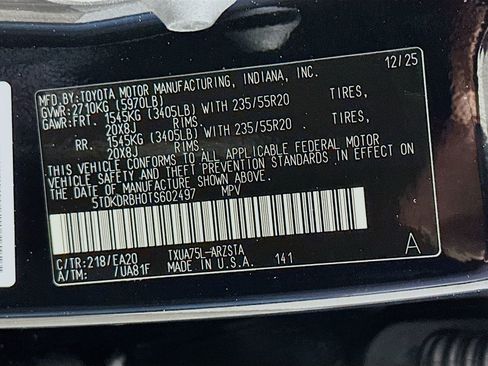 MFD. BY: TOYOTA MOTOR MANUFACTURING, INDIANA, INC. 12/25
GVWR: 2710KG (5970LB)
GAWR: FRT. 1545KG (3405LB) WITH 235/55R20 TIRES,
20X8J RIMS.
RR. 1545KG (3405LB) WITH 235/55R20 TIRES,
20X8J RIMS.
THIS VEHICLE CONFORMS TO ALL APPLICABLE FEDERAL MOTOR
VEHICLE SAFETY AND THEFT PREVENTION STANDARDS IN EFFECT ON
THE DATE OF MANUFACTURE SHOWN ABOVE.
5TDKDRBH0TS602497 MPV
C/TR: 218/EA20 TXUA75L-ARZSTA A
A/TM: /UA81F MADE IN U.S.A. 141